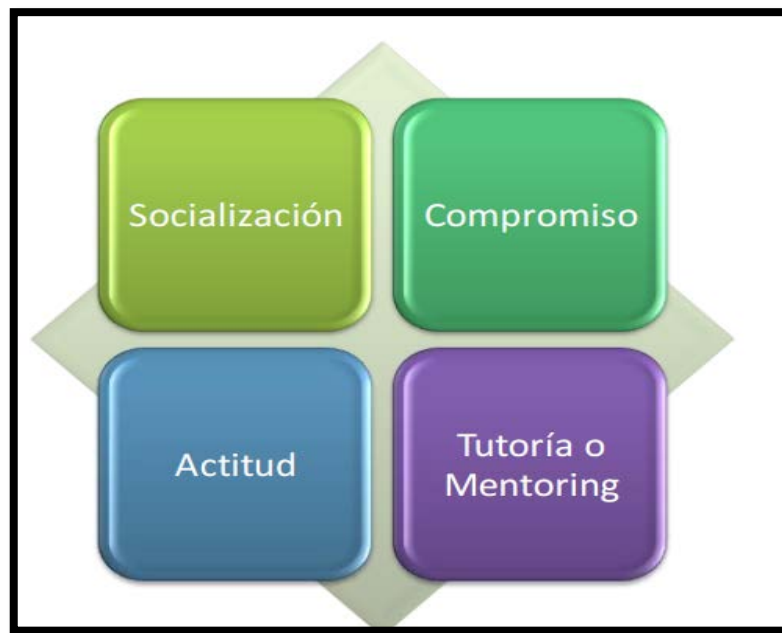 Socialización
Compromiso
Actitud
Tutoría o
Mentoring